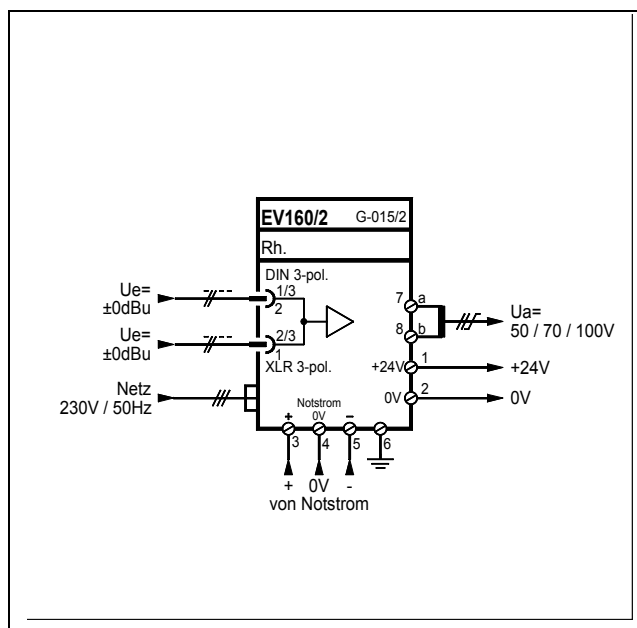 EV160/2 G-015/2
Rh.
DIN 3-pol.
Ue=
±0dBu
1/3
2
Ue=
±0dBu
2/3
1
XLR 3-pol.
Netz
230V / 50Hz
7 a
8 b
Ua=
50 / 70 / 100V
+24V 1 +24V
0V 2 0V
Notstrom
+ 0V -
3 4 5 6
+ 0V -
von Notstrom